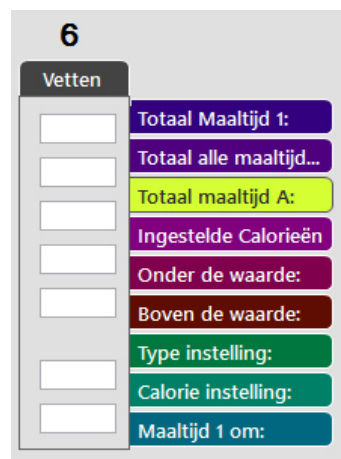 6
Vetten
Totaal Maaltijd 1:
Totaal alle maaltijd...
Totaal maaltijd A:
Ingestelde Calorieën
Onder de waarde:
Boven de waarde:
Type instelling:
Calorie instelling:
Maaltijd 1 om: